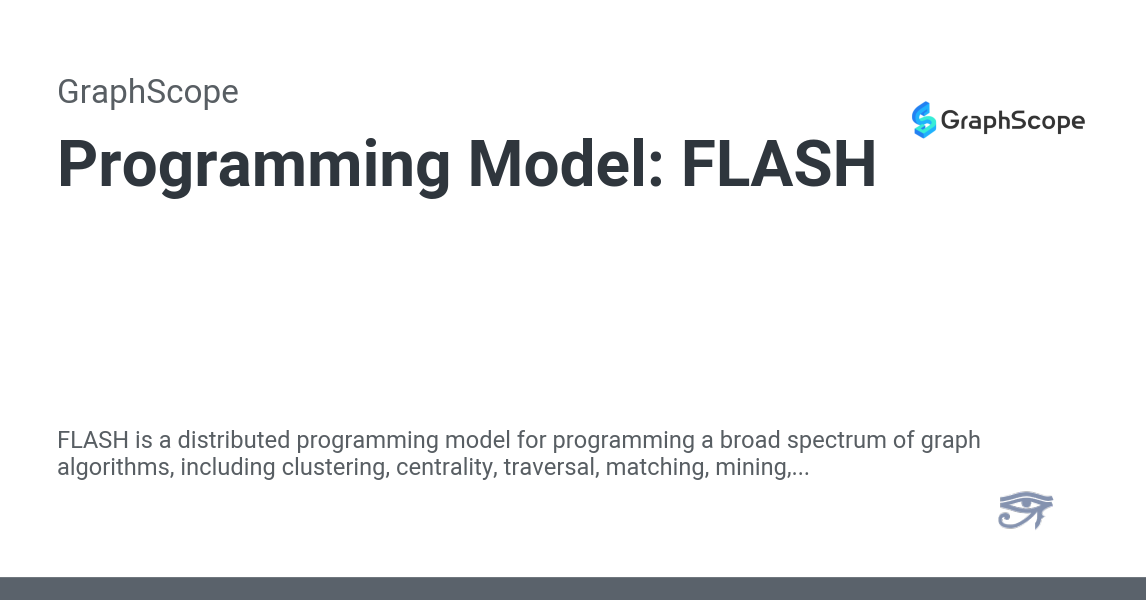 GraphScope
GraphScope
Programming Model: FLASH
FLASH is a distributed programming model for programming a broad spectrum of graph
algorithms, including clustering, centrality, traversal, matching, mining,...